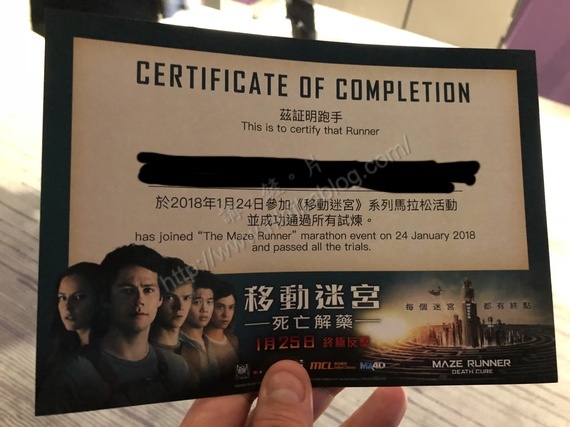 CERTIFICATE OF COMPLETION
茲証明跑手
This is to certify that Runner
於2018年1月24日參加《移動迷宮》系列馬拉松活動
並成功通過所有試煉。
has joined “The Maze Runner” marathon event on 24 January 2018
and passed all the trials.
移動迷宮
死亡解藥
每個迷宮 都有終點
1月25日 終極反擊
MAZE RUNNER
DEATH CURE
MCL
MX4D